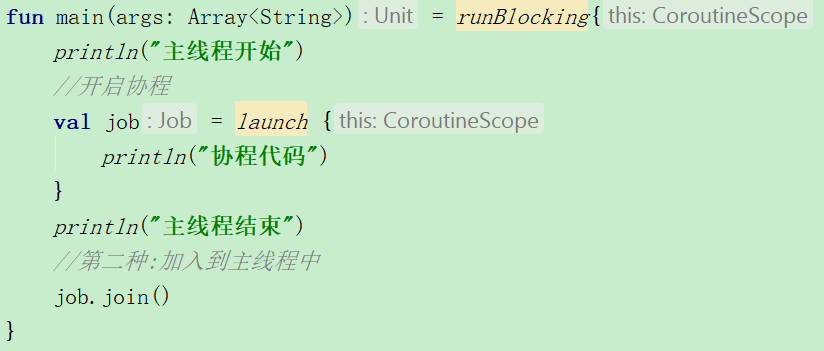 fun main(args: Array<String>) : Unit = runBlocking{ this: CoroutineScope
    println("主线程开始")
    //开启协程
    val job : Job = launch { this: CoroutineScope
        println("协程代码")
    }
    println("主线程结束")
    //第二种:加入到主线程中
    job.join()
}